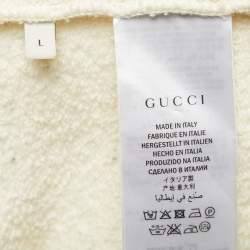 L
GUCCI
MADE IN ITALY
FABRIQUE EN ITALIE
HERGESTELLT IN ITALIEN
HECHO EN ITALIA
PRODUZIDO NA ITALIA
СДЕЛАНО В ИТАЛИИ
イタリア製
产地:意大利
صنع في إيطاليا